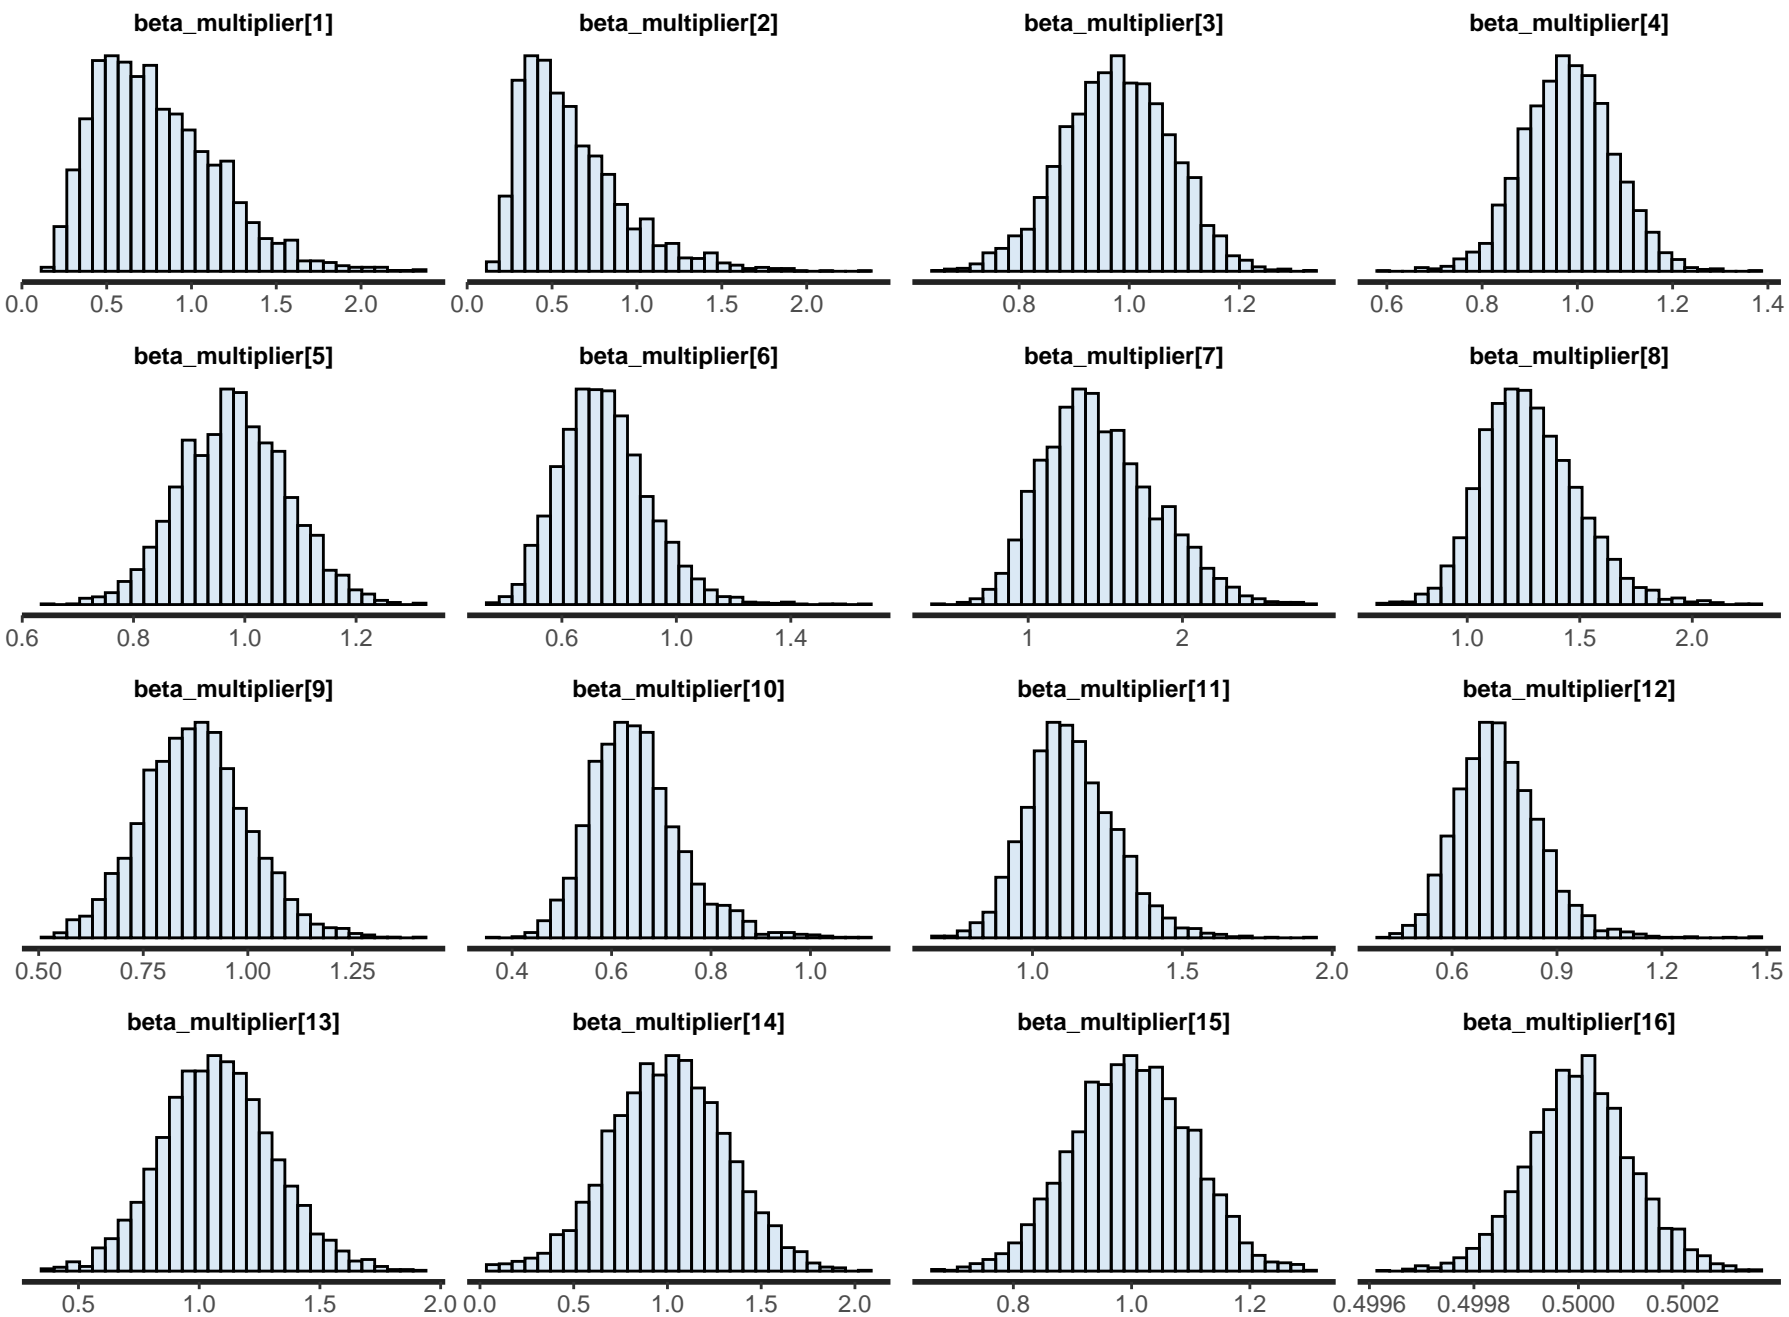 beta_multiplier[1] beta_multiplier[2] beta_multiplier[3] beta_multiplier[4]
0.0 0.5 1.0 1.5 2.0 0.0 0.5 1.0 1.5 2.0 0.8 1.0 1.2 0.6 0.8 1.0 1.2 1.4
beta_multiplier[5] beta_multiplier[6] beta_multiplier[7] beta_multiplier[8]
0.6 0.8 1.0 1.2 0.6 1.0 1.4 1 2 1.0 1.5 2.0
beta_multiplier[9] beta_multiplier[10] beta_multiplier[11] beta_multiplier[12]
0.50 0.75 1.00 1.25 0.4 0.6 0.8 1.0 1.0 1.5 2.0 0.6 0.9 1.2 1.5
beta_multiplier[13] beta_multiplier[14] beta_multiplier[15] beta_multiplier[16]
0.5 1.0 1.5 2.0 0.0 0.5 1.0 1.5 2.0 0.8 1.0 1.2 0.4996 0.4998 0.5000 0.5002